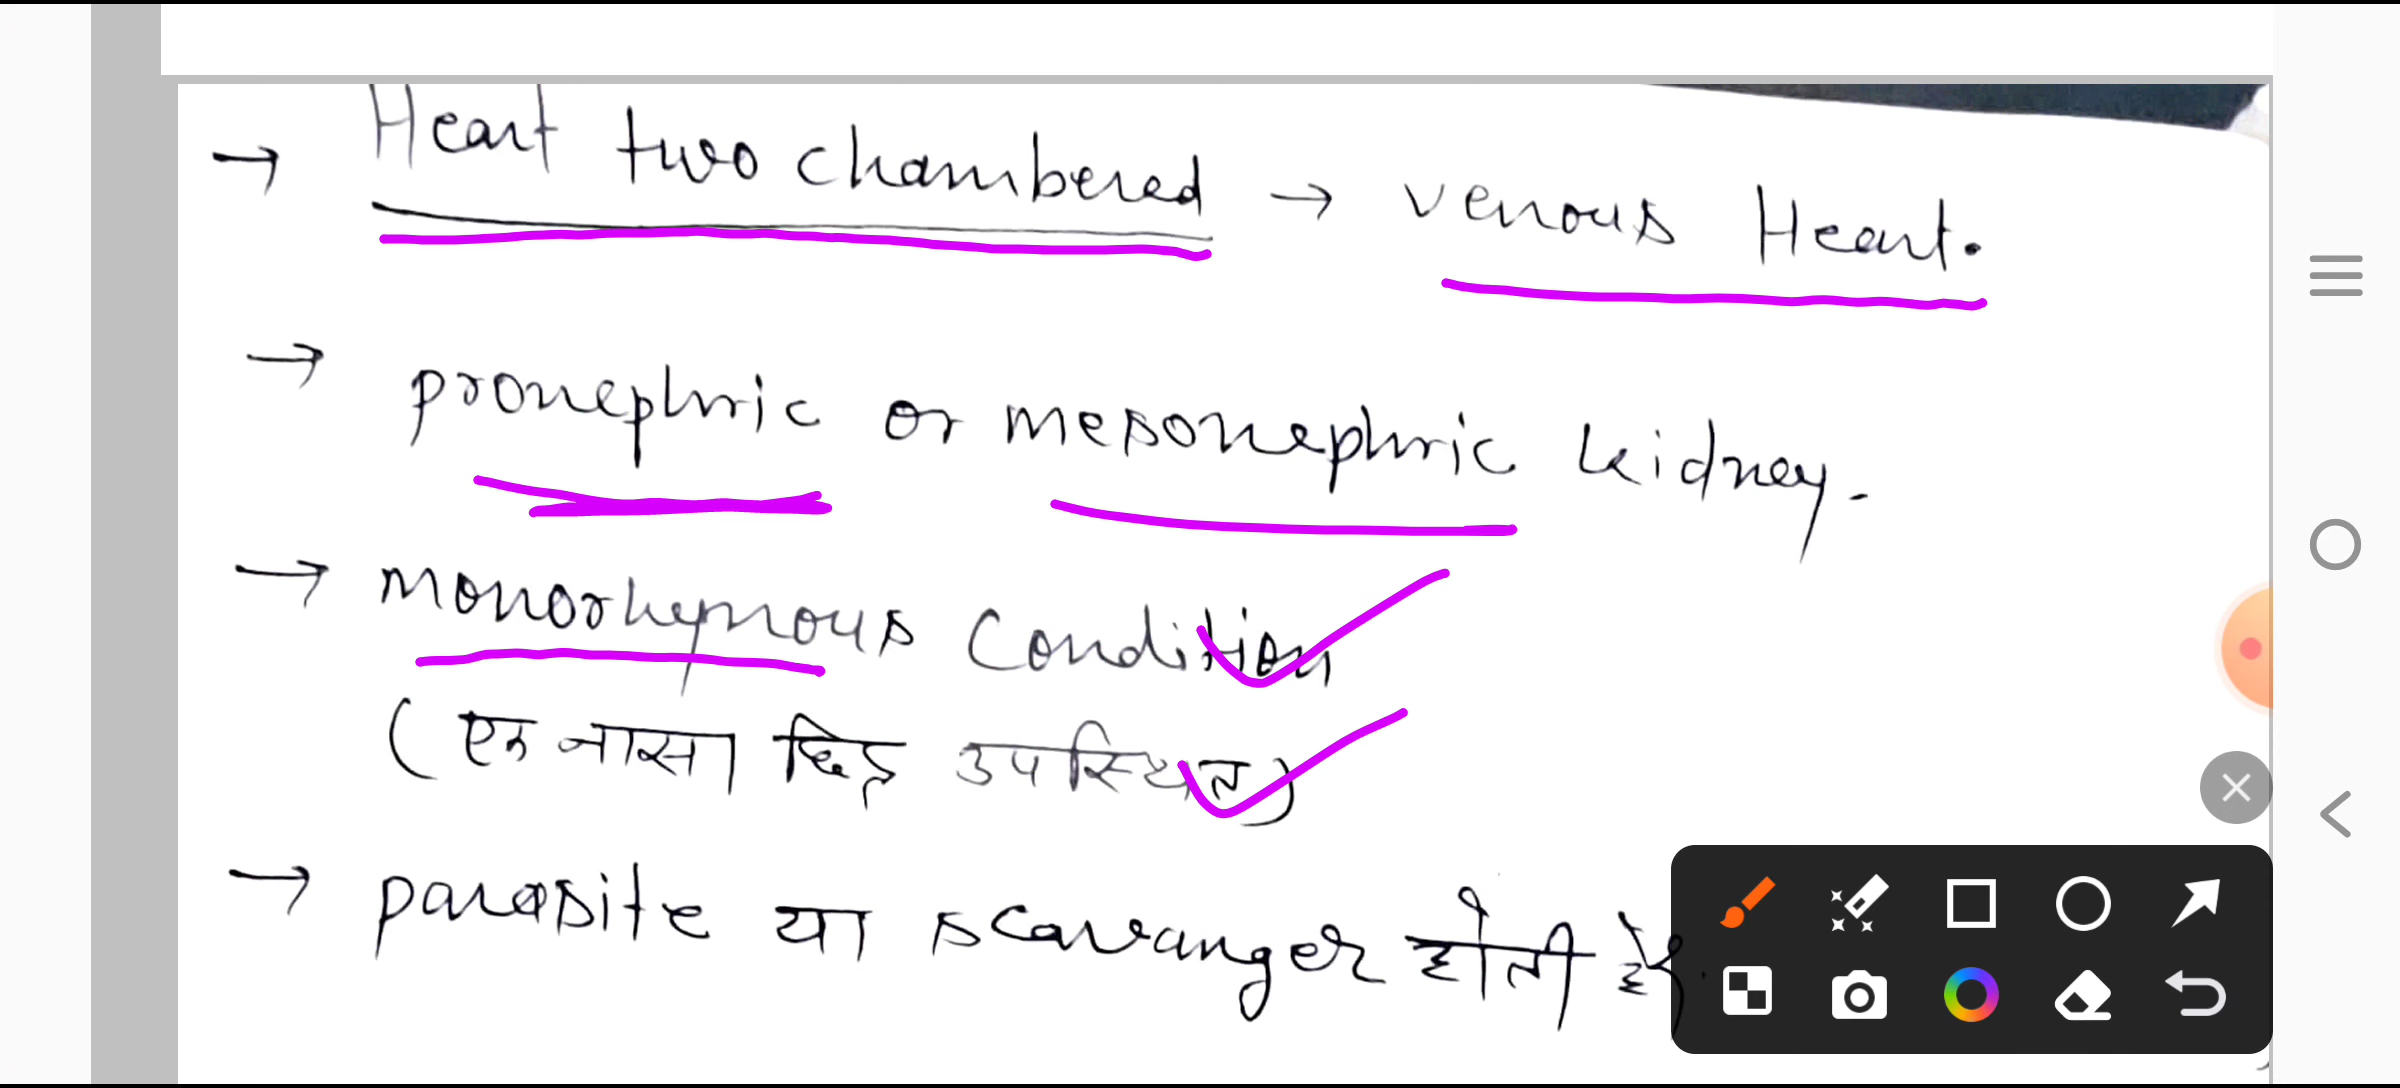 → Heart two chambered → venous Heart.
→ pronephric or mesonephric kidney.
→ monorhynous Condition
(एक नासा छिद्र उपस्थित)
→ parasite या scavanger होती है